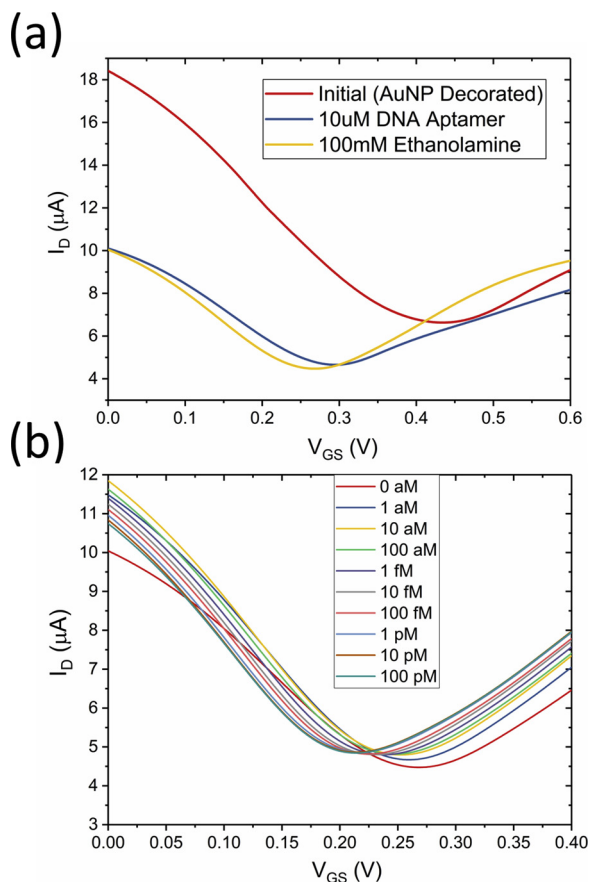 (a)
18
16
14
12
10
8
6
4
I_D (μA)
Initial (AuNP Decorated)
10uM DNA Aptamer
100mM Ethanolamine
0.0 0.1 0.2 0.3 0.4 0.5 0.6
V_GS (V)
(b)
12
11
10
9
8
7
6
5
4
3
I_D (μA)
0 aM
1 aM
10 aM
100 aM
1 fM
10 fM
100 fM
1 pM
10 pM
100 pM
0.00 0.05 0.10 0.15 0.20 0.25 0.30 0.35 0.40
V_GS (V)